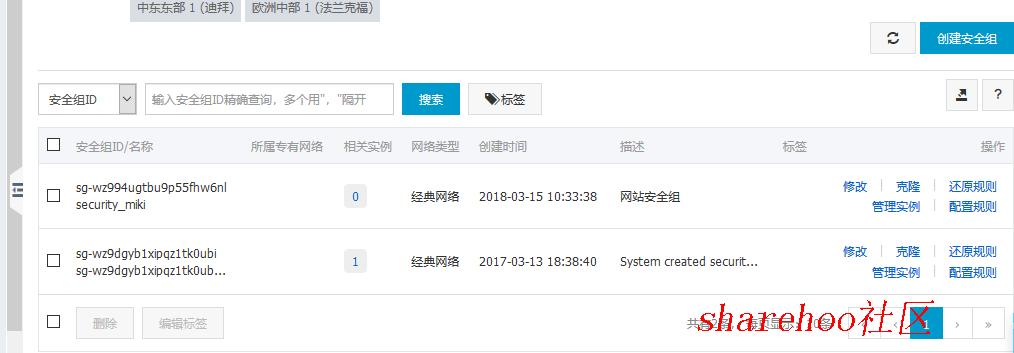 中东东部 1 (迪拜) 欧洲中部 1 (法兰克福)
创建安全组
安全组ID 输入安全组ID精确查询，多个用","隔开 搜索 标签 ?
安全组ID/名称 所属专有网络 相关实例 网络类型 创建时间 描述 标签 操作
sg-wz994ugtbu9p55fhw6nl 0 经典网络 2018-03-15 10:33:38 网站安全组 修改 克隆 还原规则
security_miki 管理实例 配置规则
sg-wz9dgyb1xipqz1tk0ubi 1 经典网络 2017-03-13 18:38:40 System created securit... 修改 克隆 还原规则
sg-wz9dgyb1xipqz1tk0ub... 管理实例 配置规则
删除 编辑标签 « ‹ 1 › »
sharehoo社区